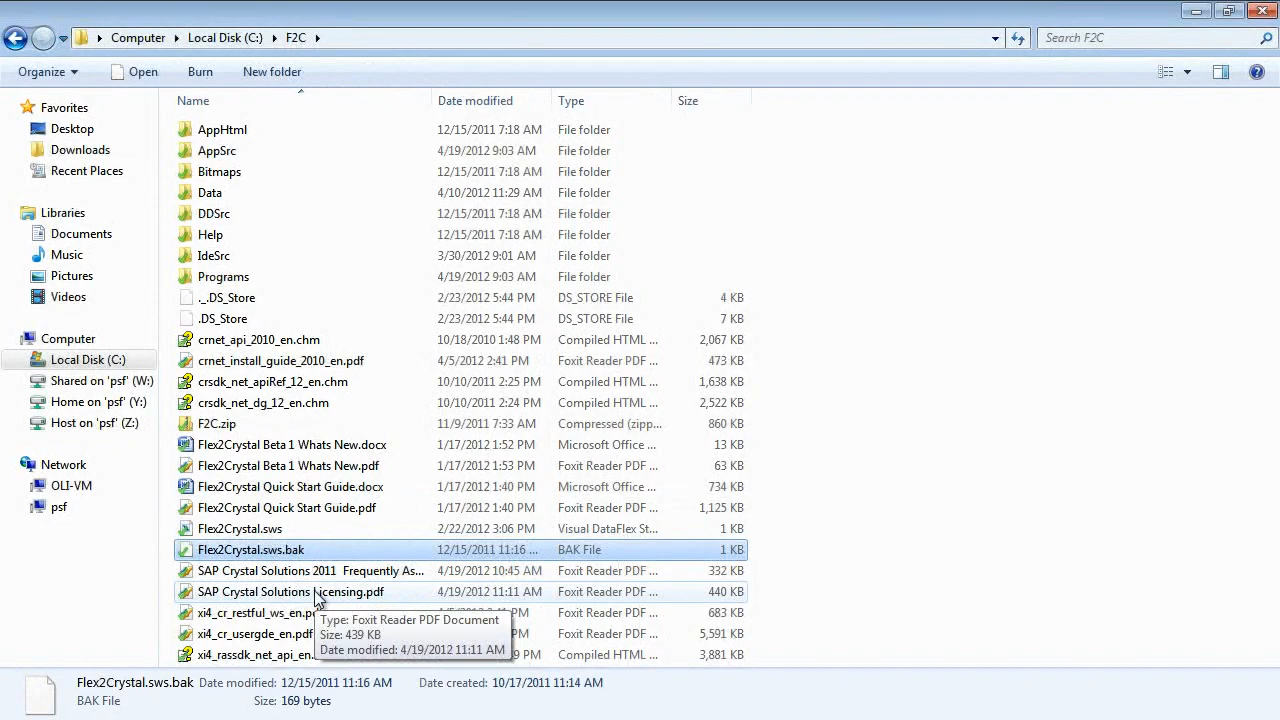 Computer Local Disk (C:) F2C Search F2C
Organize Open Burn New folder
Name Date modified Type Size
Favorites
Desktop
Downloads
Recent Places
Libraries
Documents
Music
Pictures
Videos
Computer
Local Disk (C:)
Shared on 'psf' (W:)
Home on 'psf' (Y:)
Host on 'psf' (Z:)
Network
OLI-VM
psf
AppHtml 12/15/2011 7:18 AM File folder
AppSrc 4/19/2012 9:03 AM File folder
Bitmaps 12/15/2011 7:18 AM File folder
Data 4/10/2012 11:29 AM File folder
DDSrc 12/15/2011 7:18 AM File folder
Help 12/15/2011 7:18 AM File folder
IdeSrc 3/30/2012 9:01 AM File folder
Programs 4/19/2012 9:03 AM File folder
._.DS_Store 2/23/2012 5:44 PM DS_STORE File 4 KB
.DS_Store 2/23/2012 5:44 PM DS_STORE File 7 KB
crnet_api_2010_en.chm 10/18/2010 1:48 PM Compiled HTML ... 2,067 KB
crnet_install_guide_2010_en.pdf 4/5/2012 2:41 PM Foxit Reader PDF ... 473 KB
crsdk_net_apiRef_12_en.chm 10/10/2011 2:25 PM Compiled HTML ... 1,638 KB
crsdk_net_dg_12_en.chm 10/10/2011 2:24 PM Compiled HTML ... 2,522 KB
F2C.zip 11/9/2011 7:33 AM Compressed (zipp... 860 KB
Flex2Crystal Beta 1 Whats New.docx 1/17/2012 1:52 PM Microsoft Office ... 13 KB
Flex2Crystal Beta 1 Whats New.pdf 1/17/2012 1:53 PM Foxit Reader PDF ... 63 KB
Flex2Crystal Quick Start Guide.docx 1/17/2012 1:40 PM Microsoft Office ... 734 KB
Flex2Crystal Quick Start Guide.pdf 1/17/2012 1:40 PM Foxit Reader PDF ... 1,125 KB
Flex2Crystal.sws 2/22/2012 3:06 PM Visual DataFlex St... 1 KB
Flex2Crystal.sws.bak 12/15/2011 11:16 ... BAK File 1 KB
SAP Crystal Solutions 2011 Frequently As... 4/19/2012 10:45 AM Foxit Reader PDF ... 332 KB
SAP Crystal Solutions Licensing.pdf 4/19/2012 11:11 AM Foxit Reader PDF ... 440 KB
xi4_cr_restful_ws_en.pd Foxit Reader PDF ... 683 KB
xi4_cr_usergde_en.pdf Foxit Reader PDF ... 5,591 KB
xi4_rassdk_net_api_en. Compiled HTML ... 3,881 KB
Type: Foxit Reader PDF Document
Size: 439 KB
Date modified: 4/19/2012 11:11 AM
Flex2Crystal.sws.bak Date modified: 12/15/2011 11:16 AM Date created: 10/17/2011 11:14 AM
BAK File Size: 169 bytes